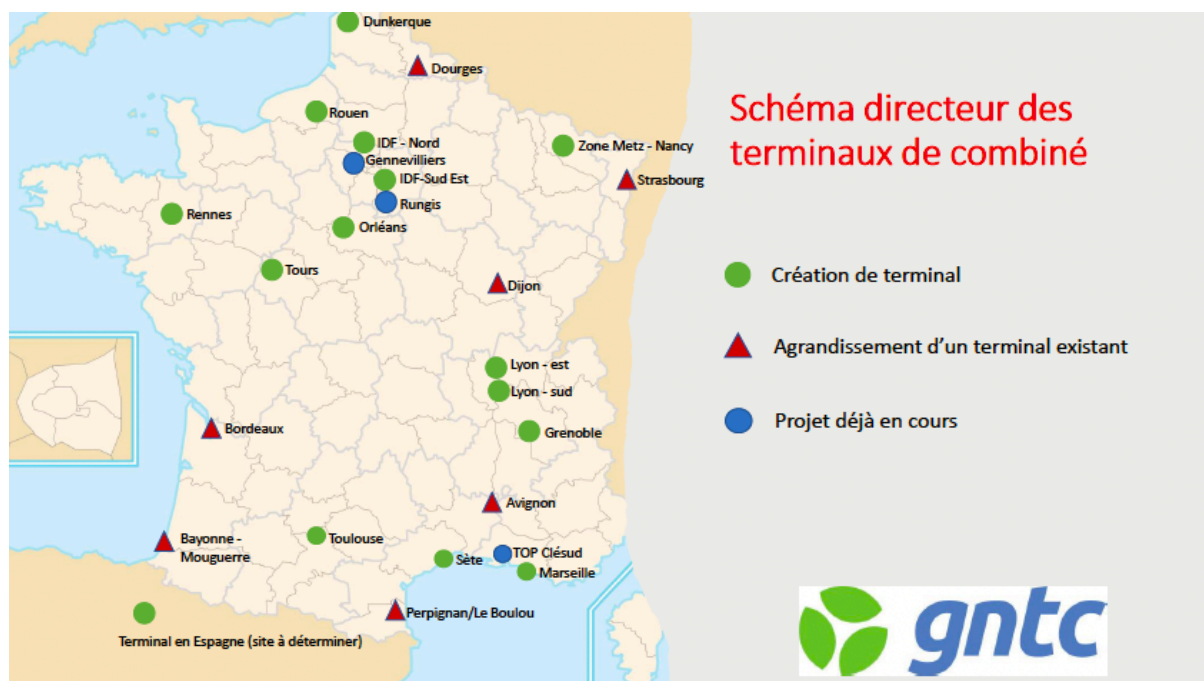 Dunkerque
Dourges
Rouen
IDF - Nord
Gennevilliers
IDF-Sud Est
Rungis
Zone Metz - Nancy
Strasbourg
Rennes
Orléans
Tours
Dijon
Lyon - est
Lyon - sud
Bordeaux
Grenoble
Avignon
Bayonne -
Mouguerre
Toulouse
Sète
TOP Clésud
Marseille
Perpignan/Le Boulou
Terminal en Espagne (site à déterminer)
Schéma directeur des
terminaux de combiné
Création de terminal
Agrandissement d'un terminal existant
Projet déjà en cours
gntc